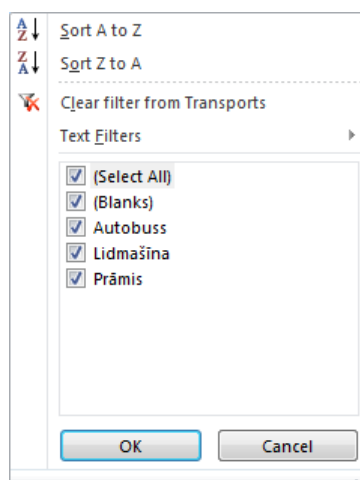 Sort A to Z
Sort Z to A
Clear filter from Transports
Text Filters
(Select All)
(Blanks)
Autobuss
Lidmašīna
Prāmis
OK Cancel